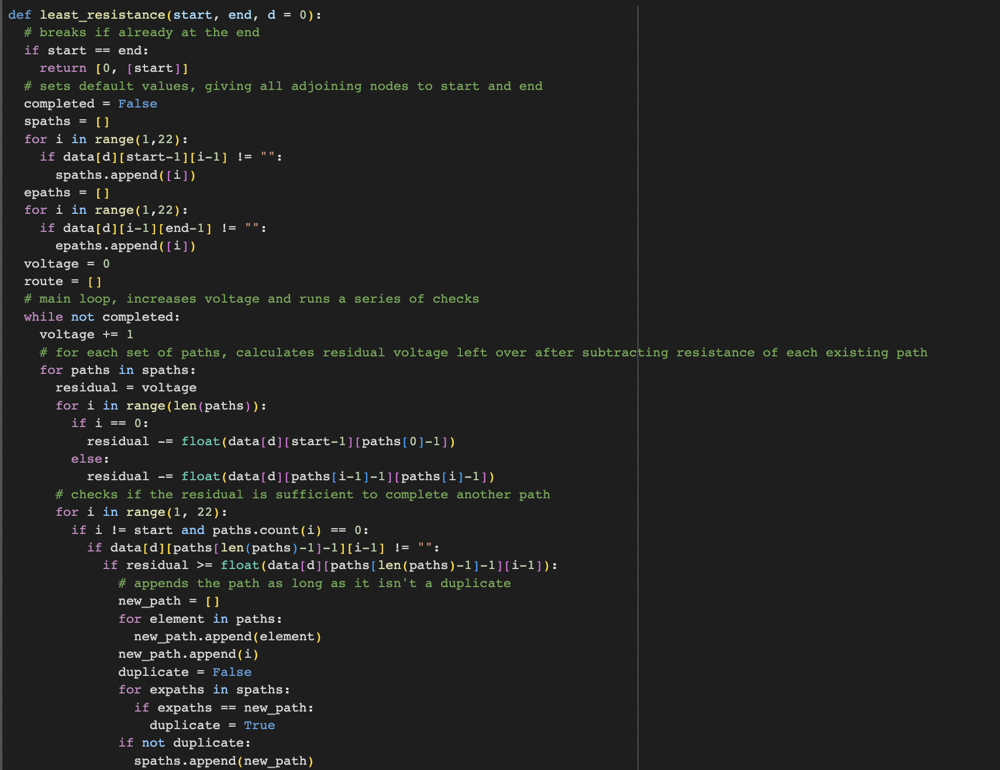 def least_resistance(start, end, d = 0):
  # breaks if already at the end
  if start == end:
    return [0, [start]]
  # sets default values, giving all adjoining nodes to start and end
  completed = False
  spaths = []
  for i in range(1,22):
    if data[d][start-1][i-1] != "":
      spaths.append([i])
  epaths = []
  for i in range(1,22):
    if data[d][i-1][end-1] != "":
      epaths.append([i])
  voltage = 0
  route = []
  # main loop, increases voltage and runs a series of checks
  while not completed:
    voltage += 1
    # for each set of paths, calculates residual voltage left over after subtracting resistance of each existing path
    for paths in spaths:
      residual = voltage
      for i in range(len(paths)):
        if i == 0:
          residual -= float(data[d][start-1][paths[0]-1])
        else:
          residual -= float(data[d][paths[i-1]-1][paths[i]-1])
      # checks if the residual is sufficient to complete another path
      for i in range(1, 22):
        if i != start and paths.count(i) == 0:
          if data[d][paths[len(paths)-1]-1][i-1] != "":
            if residual >= float(data[d][paths[len(paths)-1]-1][i-1]):
              # appends the path as long as it isn't a duplicate
              new_path = []
              for element in paths:
                new_path.append(element)
              new_path.append(i)
              duplicate = False
              for expaths in spaths:
                if expaths == new_path:
                  duplicate = True
              if not duplicate:
                spaths.append(new_path)